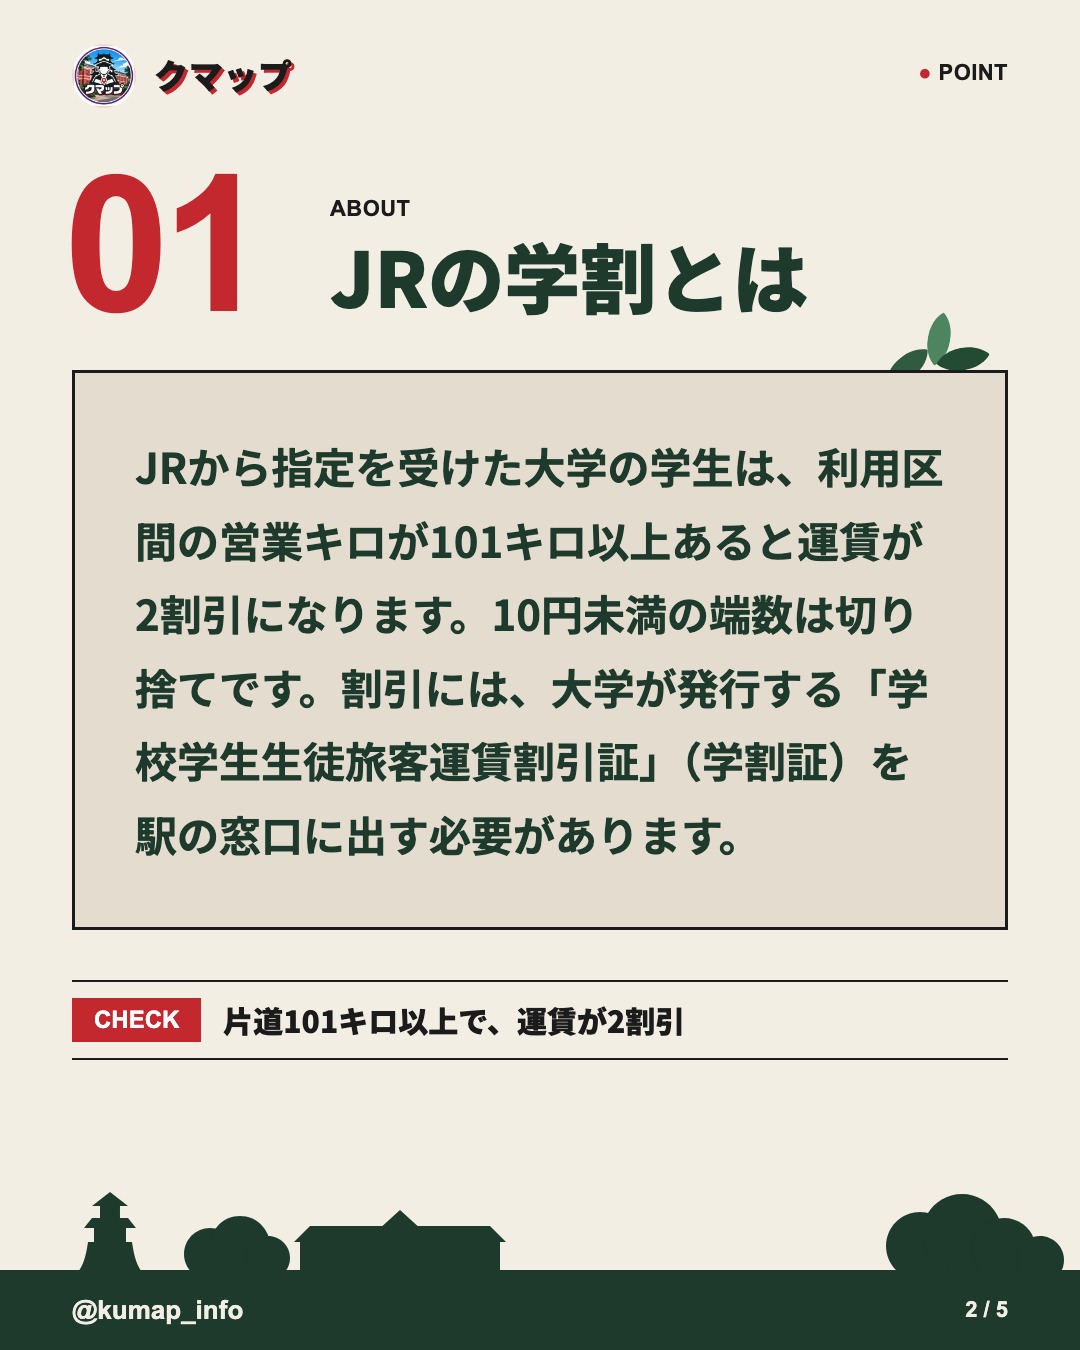 クマップ
クマップ
POINT
01
ABOUT
JRの学割とは
JRから指定を受けた大学の学生は、利用区
間の営業キロが101キロ以上あると運賃が
2割引になります。10円未満の端数は切り
捨てです。割引には、大学が発行する「学
校学生生徒旅客運賃割引証」（学割証）を
駅の窓口に出す必要があります。
CHECK
片道101キロ以上で、運賃が2割引
@kumap_info
2 / 5